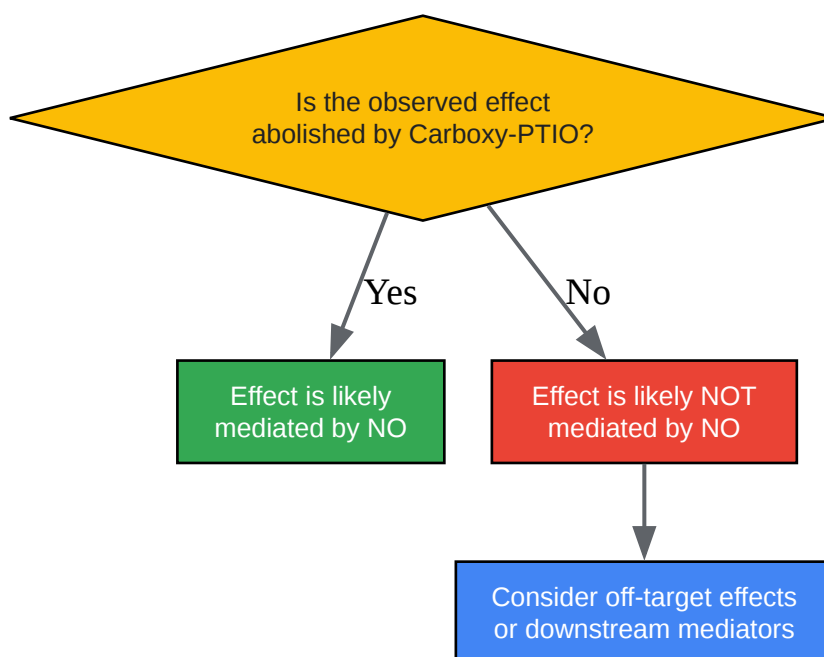 Is the observed effect
abolished by Carboxy-PTIO?
Yes
No
Effect is likely
mediated by NO
Effect is likely NOT
mediated by NO
Consider off-target effects
or downstream mediators